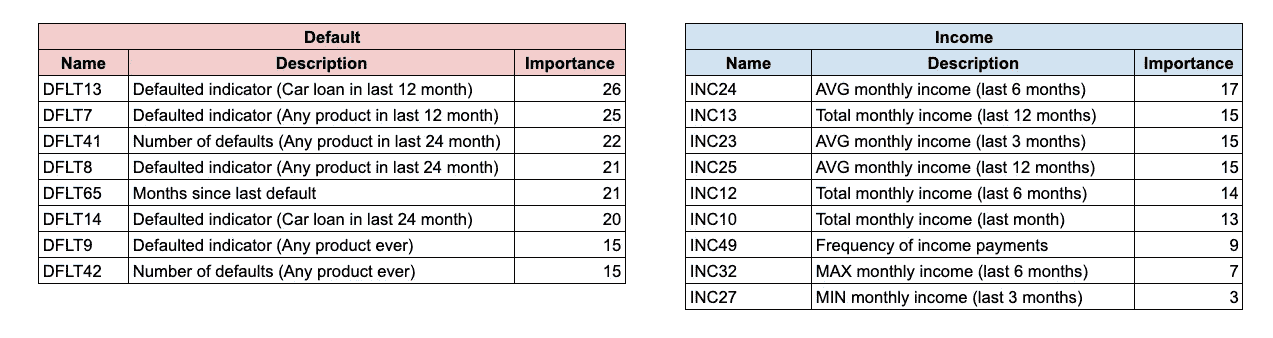 Default
Name Description Importance
DFLT13 Defaulted indicator (Car loan in last 12 month) 26
DFLT7 Defaulted indicator (Any product in last 12 month) 25
DFLT41 Number of defaults (Any product in last 24 month) 22
DFLT8 Defaulted indicator (Any product in last 24 month) 21
DFLT65 Months since last default 21
DFLT14 Defaulted indicator (Car loan in last 24 month) 20
DFLT9 Defaulted indicator (Any product ever) 15
DFLT42 Number of defaults (Any product ever) 15
Income
Name Description Importance
INC24 AVG monthly income (last 6 months) 17
INC13 Total monthly income (last 12 months) 15
INC23 AVG monthly income (last 3 months) 15
INC25 AVG monthly income (last 12 months) 15
INC12 Total monthly income (last 6 months) 14
INC10 Total monthly income (last month) 13
INC49 Frequency of income payments 9
INC32 MAX monthly income (last 6 months) 7
INC27 MIN monthly income (last 3 months) 3